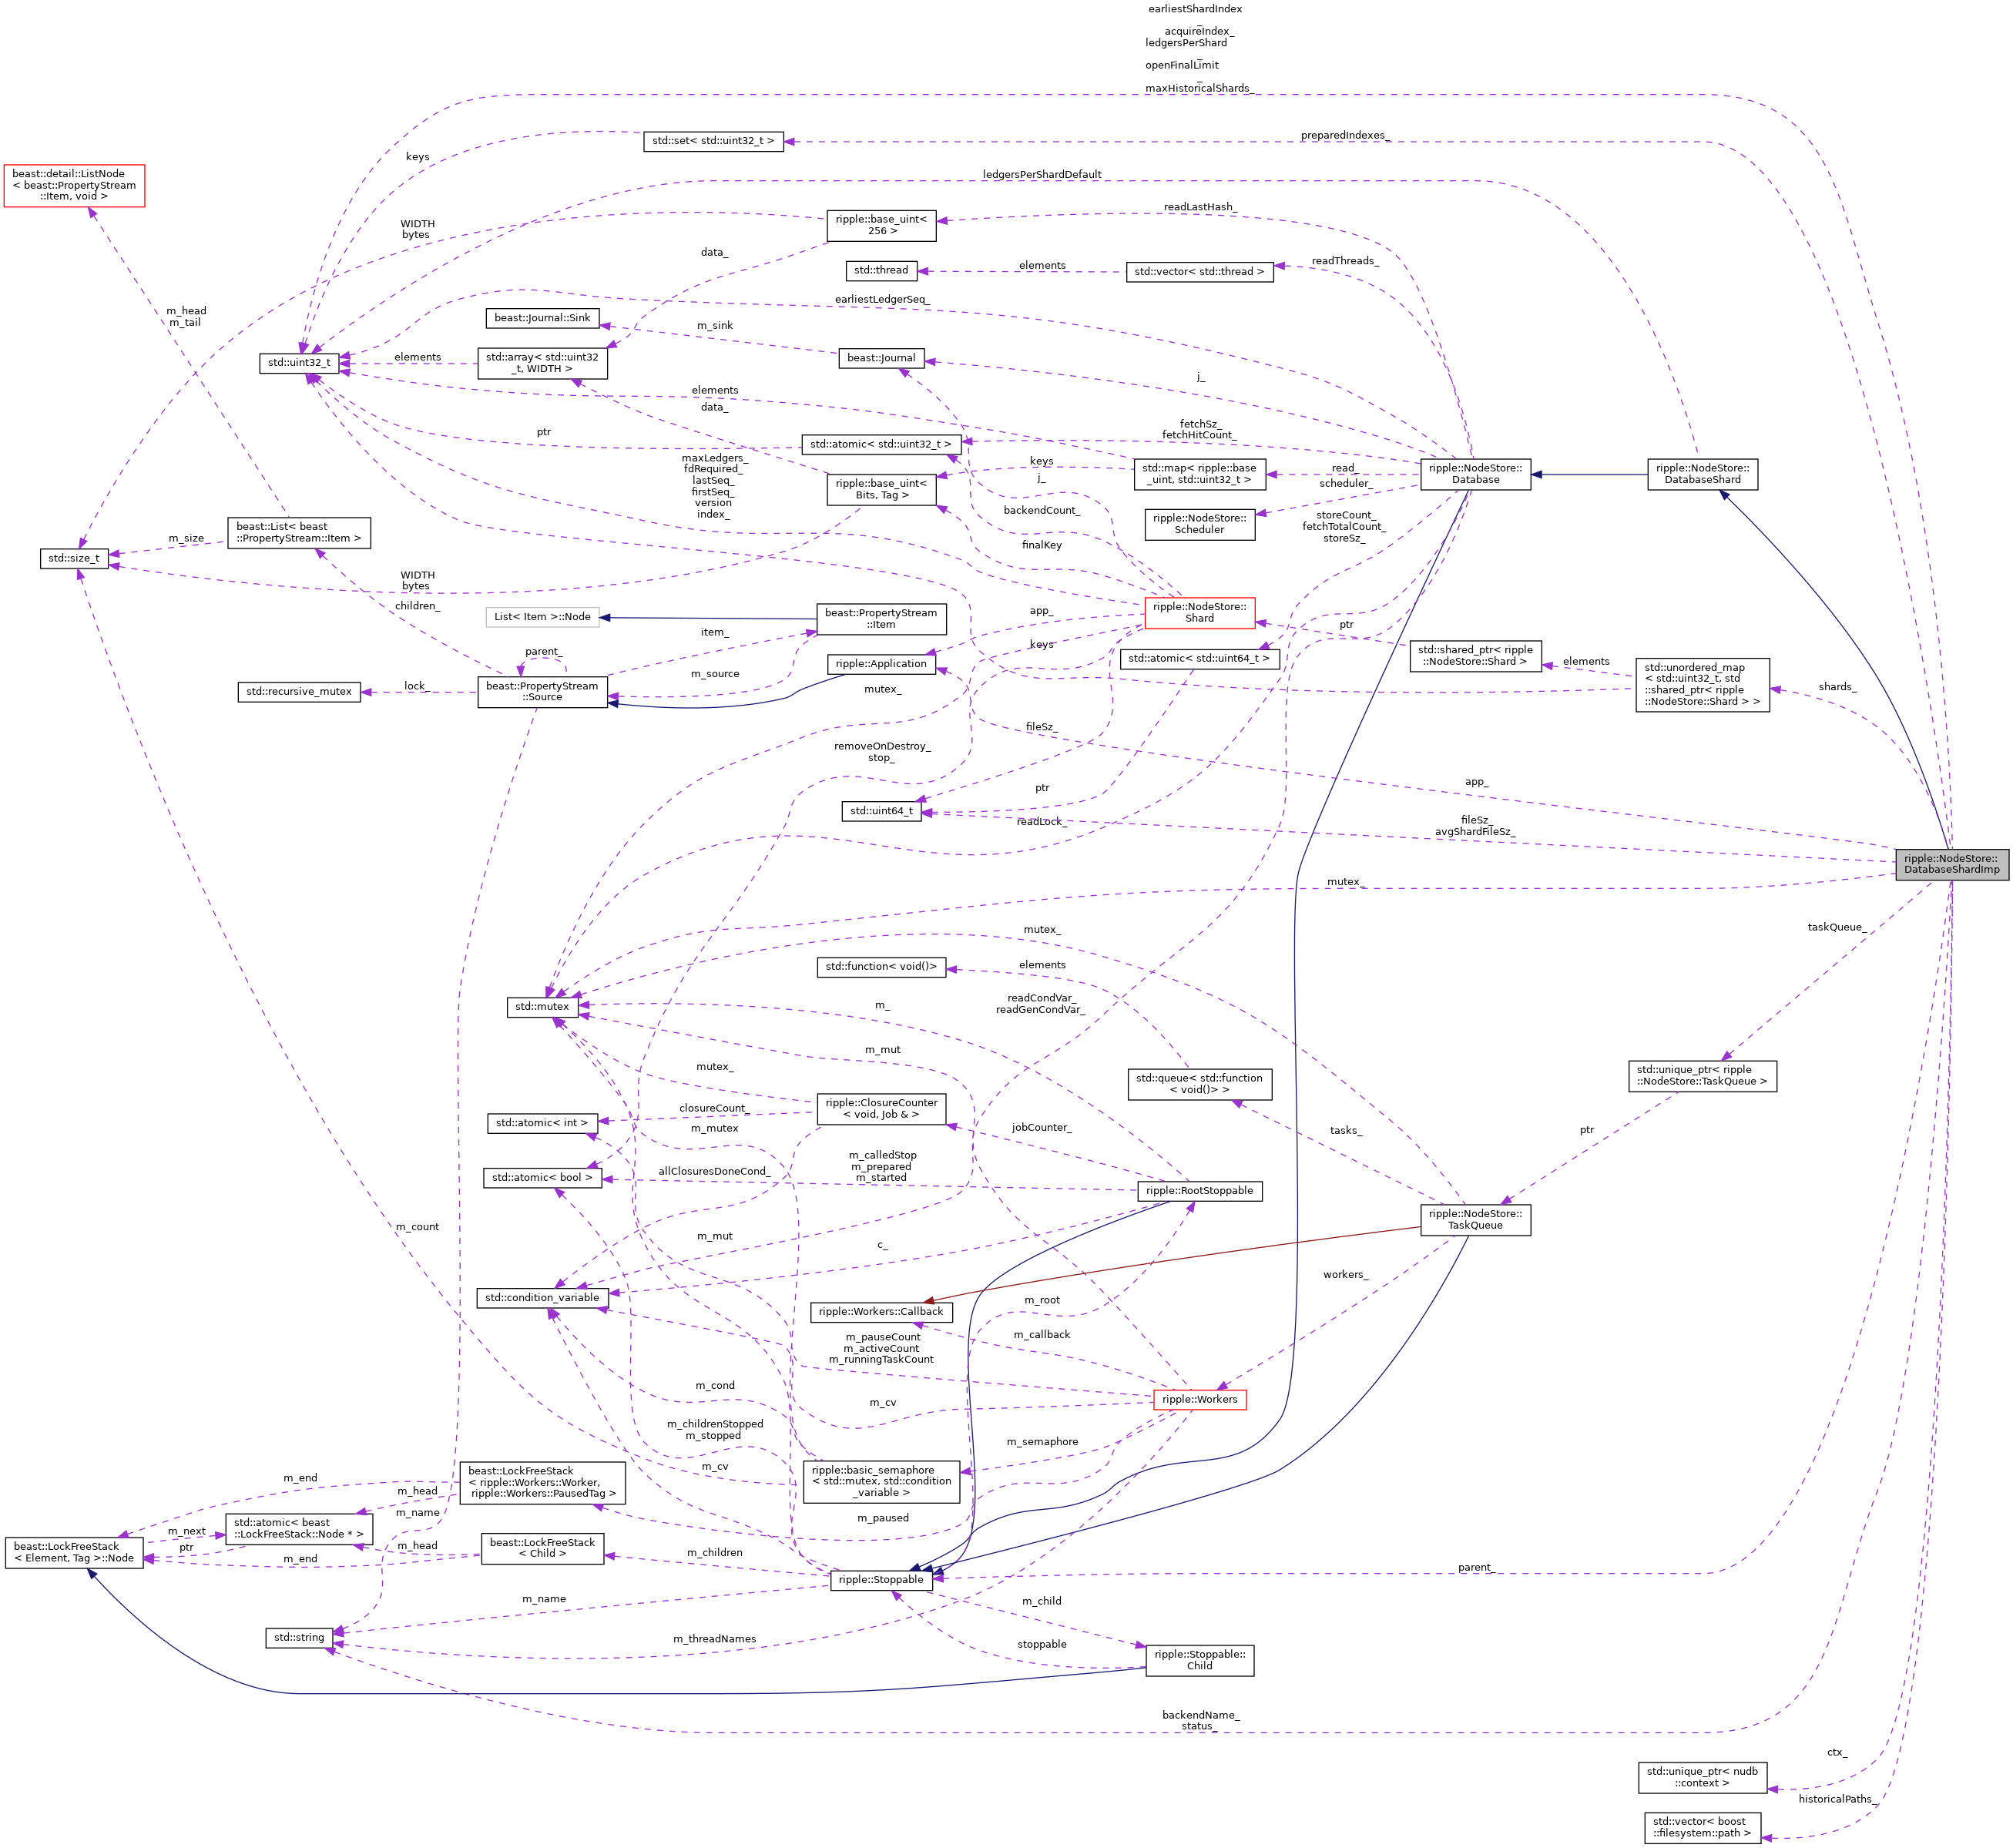 earliestShardIndex
_
acquireIndex_
ledgersPerShard
_
openFinalLimit
_
maxHistoricalShards_
std::set< std::uint32_t >
preparedIndexes_
keys
beast::detail::ListNode
< beast::PropertyStream
::Item, void >
ledgersPerShardDefault
WIDTH
bytes
ripple::base_uint<
256 >
readLastHash_
data_
std::thread
elements
std::vector< std::thread >
readThreads_
earliestLedgerSeq_
m_head
m_tail
beast::Journal::Sink
m_sink
std::uint32_t
elements
std::array< std::uint32
_t, WIDTH >
beast::Journal
j_
elements
data_
ptr
std::atomic< std::uint32_t >
fetchSz_
fetchHitCount_
maxLedgers_
fdRequired_
lastSeq_
firstSeq_
version
index_
ripple::base_uint<
Bits, Tag >
keys
j_
std::map< ripple::base
_uint, std::uint32_t >
read_
scheduler_
ripple::NodeStore::
Database
ripple::NodeStore::
DatabaseShard
backendCount_
ripple::NodeStore::
Scheduler
storeCount_
fetchTotalCount_
storeSz_
beast::List< beast
::PropertyStream::Item >
m_size
std::size_t
finalKey
WIDTH
bytes
children_
List< Item >::Node
beast::PropertyStream
::Item
app_
ripple::NodeStore::
Shard
ptr
item_
parent_
keys
std::atomic< std::uint64_t >
std::shared_ptr< ripple
::NodeStore::Shard >
elements
std::unordered_map
< std::uint32_t, std
::shared_ptr< ripple
::NodeStore::Shard > >
shards_
ripple::Application
m_source
std::recursive_mutex
lock_
beast::PropertyStream
::Source
mutex_
fileSz_
removeOnDestroy_
stop_
app_
ptr
std::uint64_t
readLock_
fileSz_
avgShardFileSz_
ripple::NodeStore::
DatabaseShardImp
mutex_
mutex_
taskQueue_
std::function< void()>
elements
std::mutex
m_
readCondVar_
readGenCondVar_
m_mut
mutex_
std::queue< std::function
< void()> >
std::unique_ptr< ripple
::NodeStore::TaskQueue >
std::atomic< int >
closureCount_
ripple::ClosureCounter
< void, Job & >
jobCounter_
tasks_
ptr
m_mutex
std::atomic< bool >
allClosuresDoneCond_
m_calledStop
m_prepared
m_started
ripple::RootStoppable
ripple::NodeStore::
TaskQueue
m_count
m_mut
c_
workers_
std::condition_variable
ripple::Workers::Callback
m_root
m_callback
m_pauseCount
m_activeCount
m_runningTaskCount
m_cond
m_cv
ripple::Workers
m_childrenStopped
m_stopped
m_semaphore
m_cv
ripple::basic_semaphore
< std::mutex, std::condition
_variable >
m_end
beast::LockFreeStack
< ripple::Workers::Worker,
ripple::Workers::PausedTag >
m_head
m_name
m_paused
m_next
std::atomic< beast
::LockFreeStack::Node * >
ptr
beast::LockFreeStack
< Element, Tag >::Node
m_head
m_end
beast::LockFreeStack
< Child >
m_children
ripple::Stoppable
parent_
m_name
m_child
std::string
m_threadNames
stoppable
ripple::Stoppable::
Child
backendName_
status_
ctx_
std::unique_ptr< nudb
::context >
historicalPaths_
std::vector< boost
::filesystem::path >